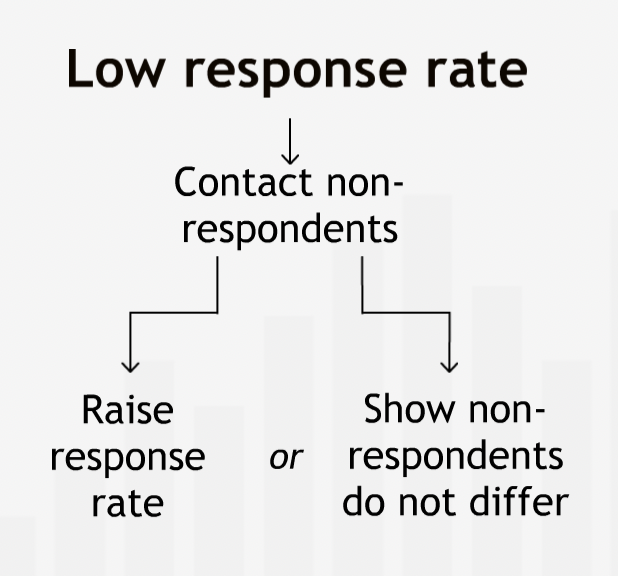 Low response rate
Contact non-
respondents
Raise
response
rate
or
Show non-
respondents
do not differ